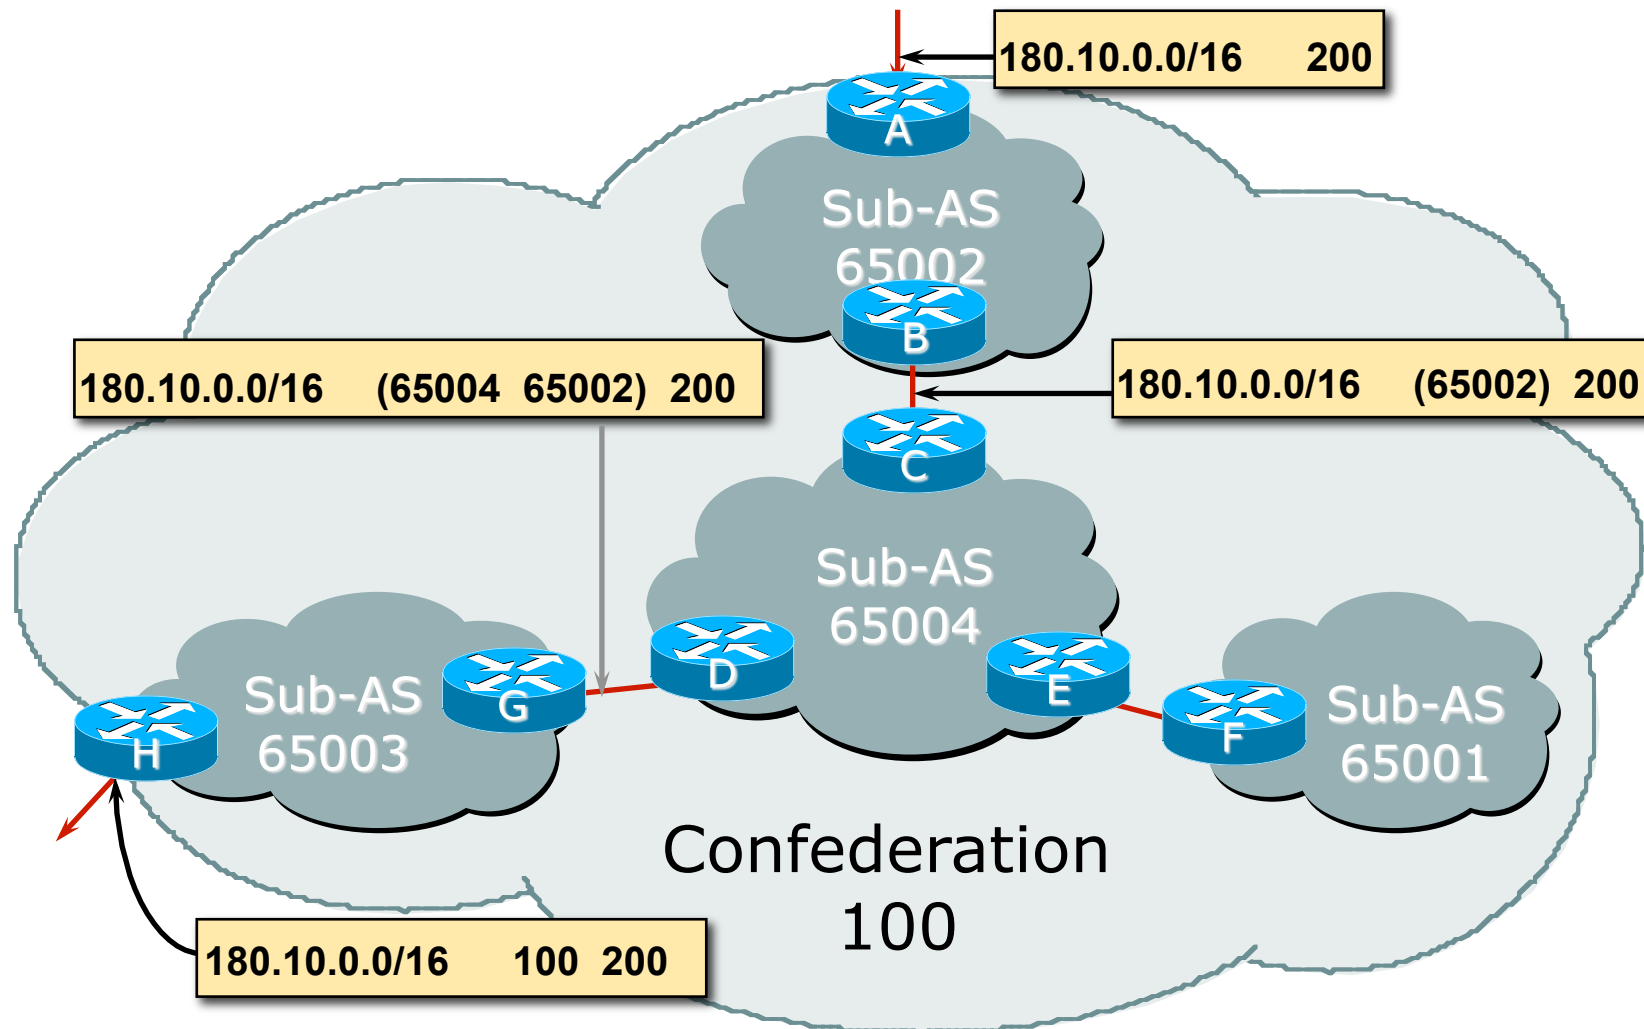 180.10.0.0/16 200
A
Sub-AS
65002
B
180.10.0.0/16 (65004 65002) 200
180.10.0.0/16 (65002) 200
C
Sub-AS
65004
D
E
Sub-AS
65003
G
H
F
Sub-AS
65001
Confederation
100
180.10.0.0/16 100 200